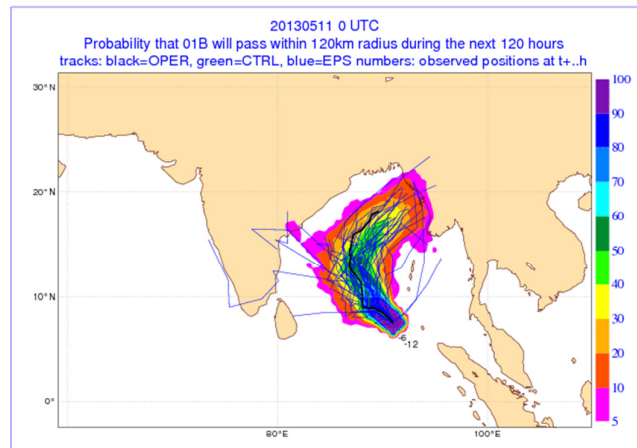 20130511 0 UTC
Probability that 01B will pass within 120km radius during the next 120 hours
tracks: black=OPER, green=CTRL, blue=EPS numbers: observed positions at t+..h
30°N
20°N
10°N
0°
80°E
100°E
-6
-12
100
90
80
70
60
50
40
30
20
10
5